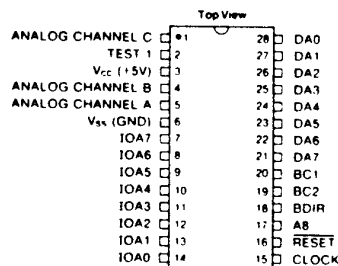 Top View
ANALOG CHANNEL C 1 28 DA0
TEST 1 2 27 DA1
Vcc (+5V) 3 26 DA2
ANALOG CHANNEL B 4 25 DA3
ANALOG CHANNEL A 5 24 DA4
Vss (GND) 6 23 DA5
IOA7 7 22 DA6
IOA6 8 21 DA7
IOA5 9 20 BC1
IOA4 10 19 BC2
IOA3 11 18 BDIR
IOA2 12 17 A8
IOA1 13 16 RESET
IOA0 14 15 CLOCK